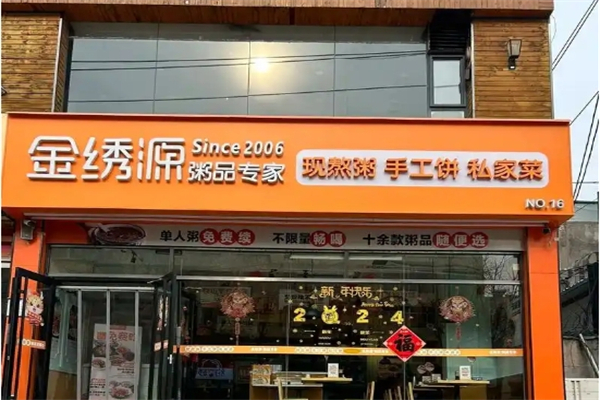 金绣源 Since 2006
粥品专家
现熬粥 手工饼 私家菜
NO.16
单人粥免费续 不限量畅喝 十余款粥品随便选
新年快乐
2024
福